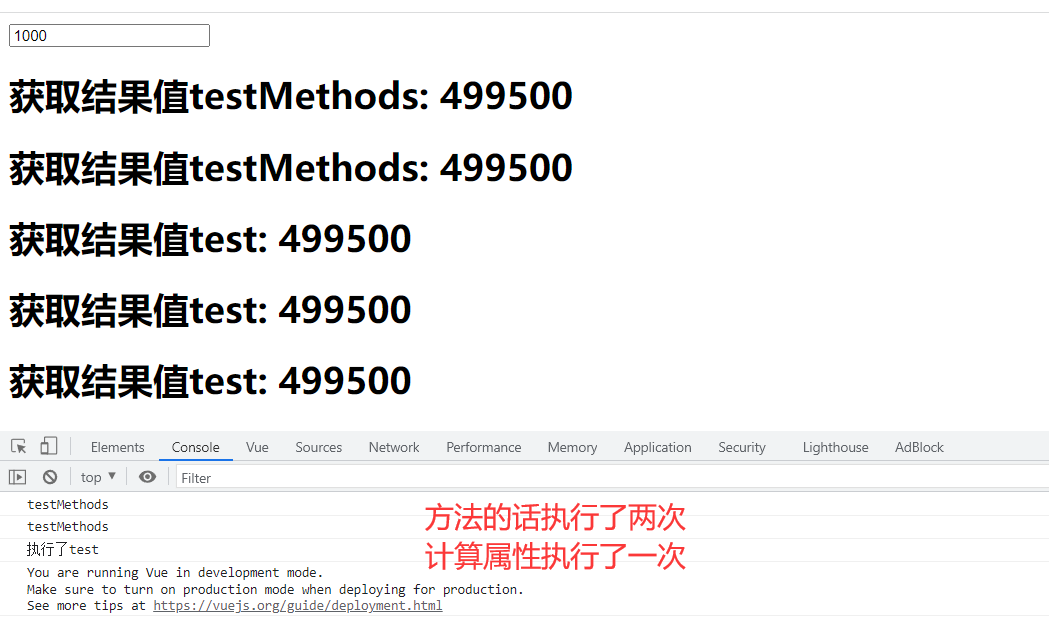 1000
获取结果值testMethods: 499500
获取结果值testMethods: 499500
获取结果值test: 499500
获取结果值test: 499500
获取结果值test: 499500
Elements Console Vue Sources Network Performance Memory Application Security Lighthouse AdBlock
top ▼ Filter
testMethods
testMethods
执行了test
方法的话执行了两次
计算属性执行了一次
You are running Vue in development mode.
Make sure to turn on production mode when deploying for production.
See more tips at https://vuejs.org/guide/deployment.html